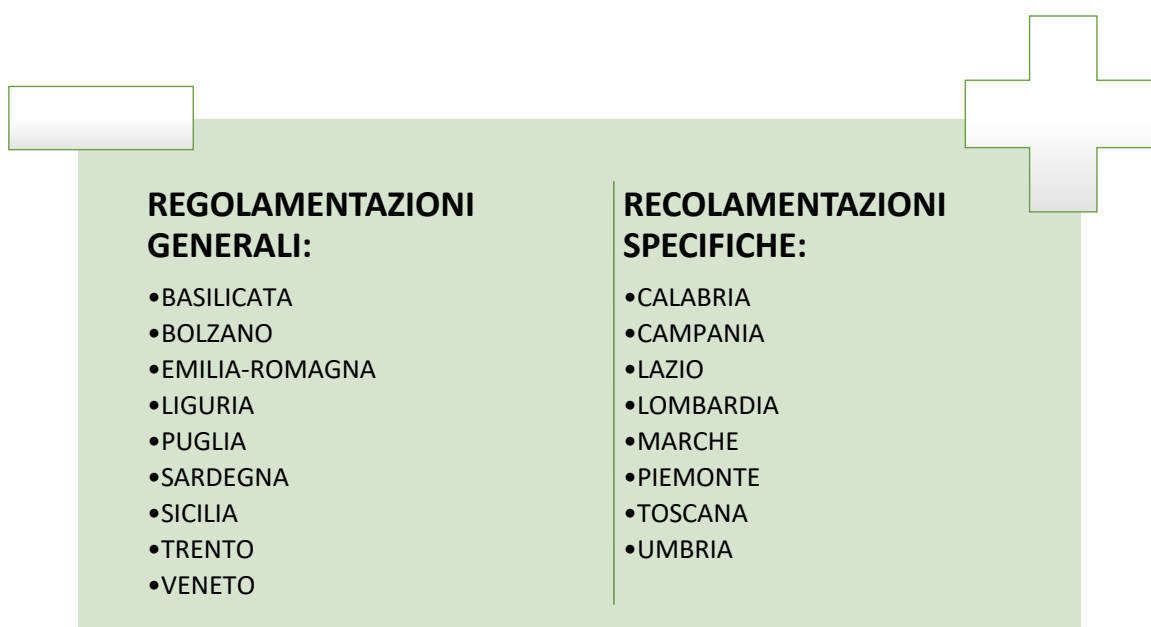 REGOLAMENTAZIONI
GENERALI:
•BASILICATA
•BOLZANO
•EMILIA-ROMAGNA
•LIGURIA
•PUGLIA
•SARDEGNA
•SICILIA
•TRENTO
•VENETO
RECOLAMENTAZIONI
SPECIFICHE:
•CALABRIA
•CAMPANIA
•LAZIO
•LOMBARDIA
•MARCHE
•PIEMONTE
•TOSCANA
•UMBRIA